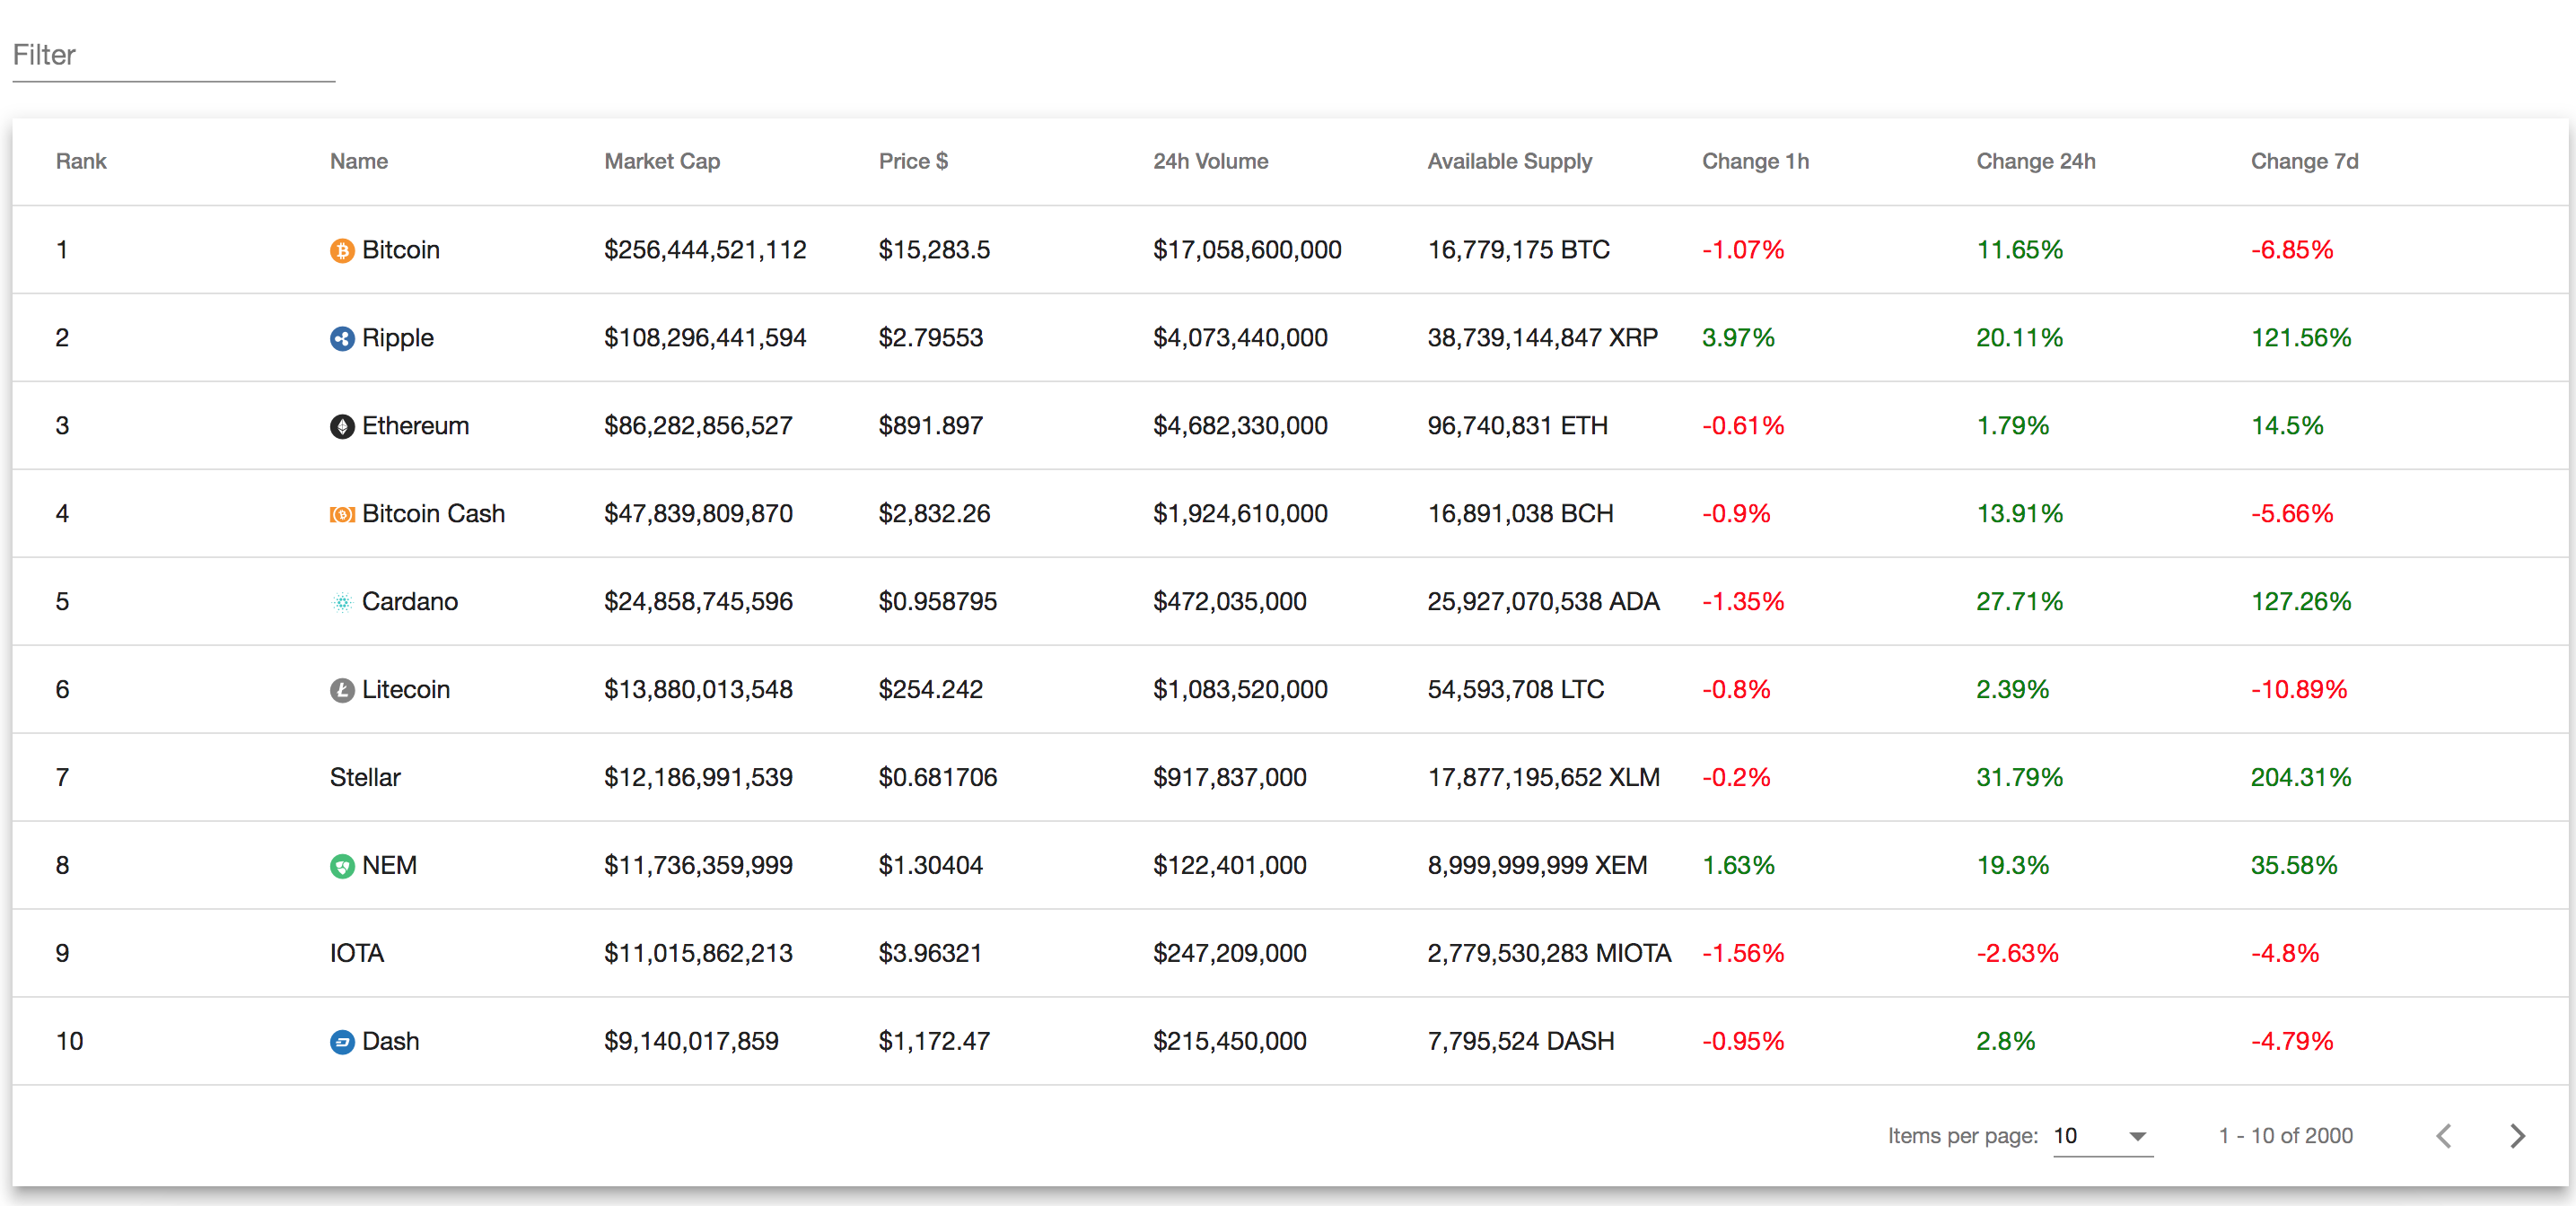 Filter
Rank Name Market Cap Price $ 24h Volume Available Supply Change 1h Change 24h Change 7d
1 Bitcoin $256,444,521,112 $15,283.5 $17,058,600,000 16,779,175 BTC -1.07% 11.65% -6.85%
2 Ripple $108,296,441,594 $2.79553 $4,073,440,000 38,739,144,847 XRP 3.97% 20.11% 121.56%
3 Ethereum $86,282,856,527 $891.897 $4,682,330,000 96,740,831 ETH -0.61% 1.79% 14.5%
4 Bitcoin Cash $47,839,809,870 $2,832.26 $1,924,610,000 16,891,038 BCH -0.9% 13.91% -5.66%
5 Cardano $24,858,745,596 $0.958795 $472,035,000 25,927,070,538 ADA -1.35% 27.71% 127.26%
6 Litecoin $13,880,013,548 $254.242 $1,083,520,000 54,593,708 LTC -0.8% 2.39% -10.89%
7 Stellar $12,186,991,539 $0.681706 $917,837,000 17,877,195,652 XLM -0.2% 31.79% 204.31%
8 NEM $11,736,359,999 $1.30404 $122,401,000 8,999,999,999 XEM 1.63% 19.3% 35.58%
9 IOTA $11,015,862,213 $3.96321 $247,209,000 2,779,530,283 MIOTA -1.56% -2.63% -4.8%
10 Dash $9,140,017,859 $1,172.47 $215,450,000 7,795,524 DASH -0.95% 2.8% -4.79%
Items per page: 10 1 - 10 of 2000